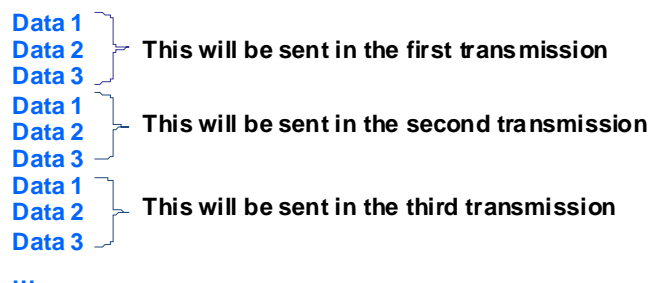 Data 1
Data 2 This will be sent in the first transmission
Data 3
Data 1
Data 2 This will be sent in the second transmission
Data 3
Data 1
Data 2 This will be sent in the third transmission
Data 3
...